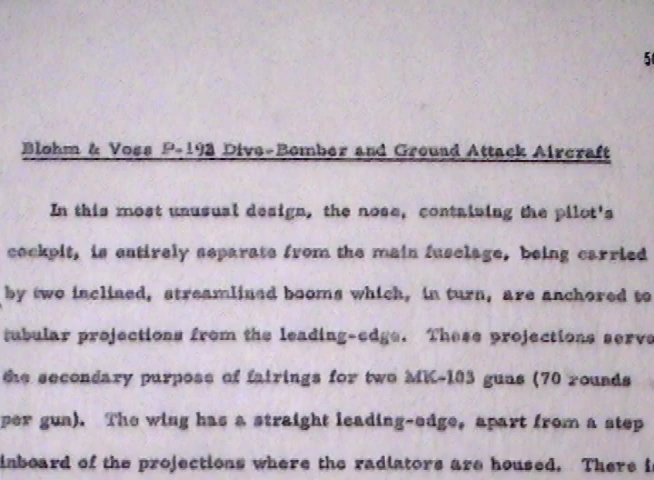 Blohm & Voss P-192 Dive-Bomber and Ground Attack Aircraft
In this most unusual design, the nose, containing the pilot's
cockpit, is entirely separate from the main fuselage, being carried
by two inclined, streamlined booms which, in turn, are anchored to
tubular projections from the leading-edge. These projections serve
the secondary purpose of fairings for two MK-103 guns (70 rounds
per gun). The wing has a straight leading-edge, apart from a step
inboard of the projections where the radiators are housed. There